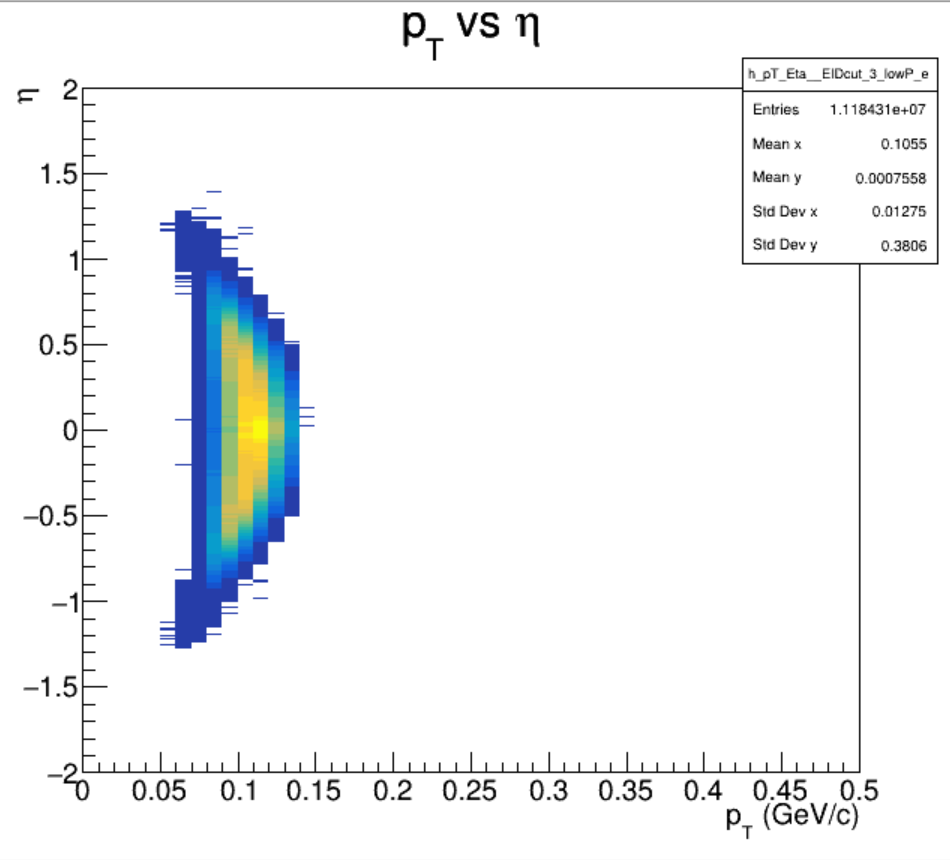 p_T vs η
h_pT_Eta__EIDcut_3_lowP_e
Entries 1.118431e+07
Mean x 0.1055
Mean y 0.0007558
Std Dev x 0.01275
Std Dev y 0.3806
η
2
1.5
1
0.5
0
−0.5
−1
−1.5
−2
0 0.05 0.1 0.15 0.2 0.25 0.3 0.35 0.4 0.45 0.5
p_T (GeV/c)